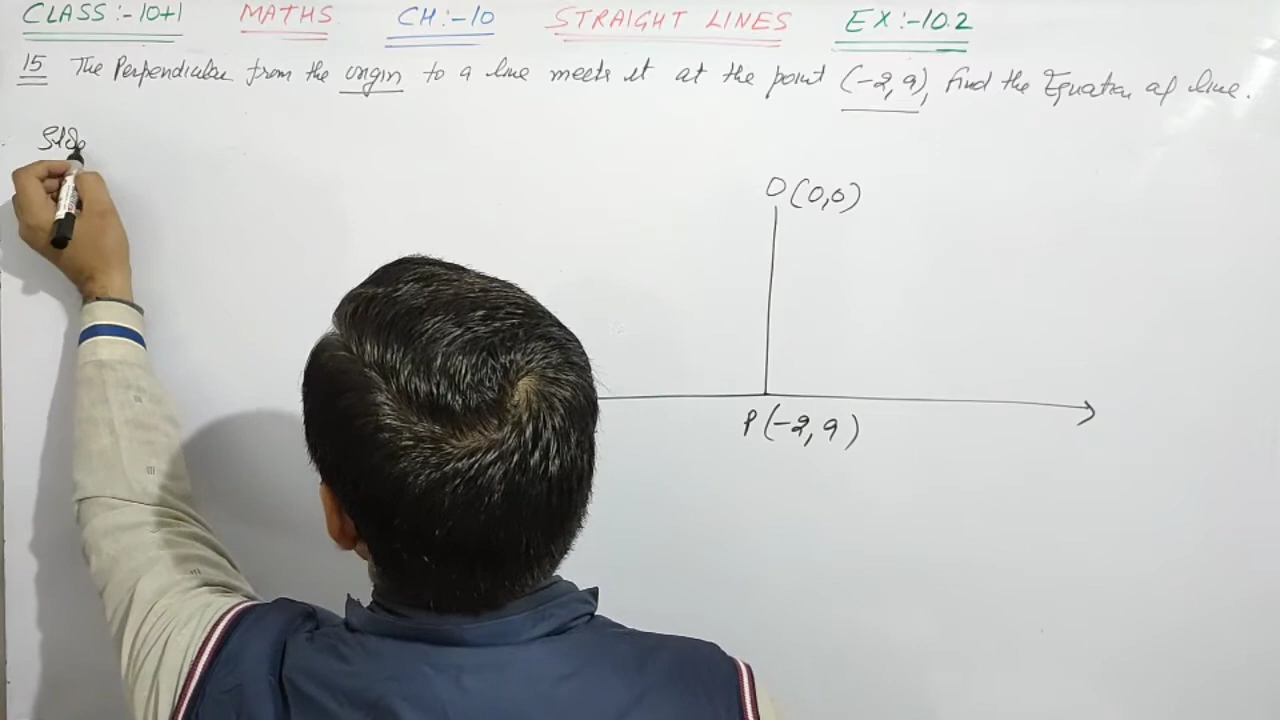 CLASS :-10+1 MATHS CH:-10 STRAIGHT LINES EX:-10.2
15 The Perpendicular from the origin to a line meets it at the point (-2, 9), find the Equation of line.
O(0,0)
P(-2, 9)